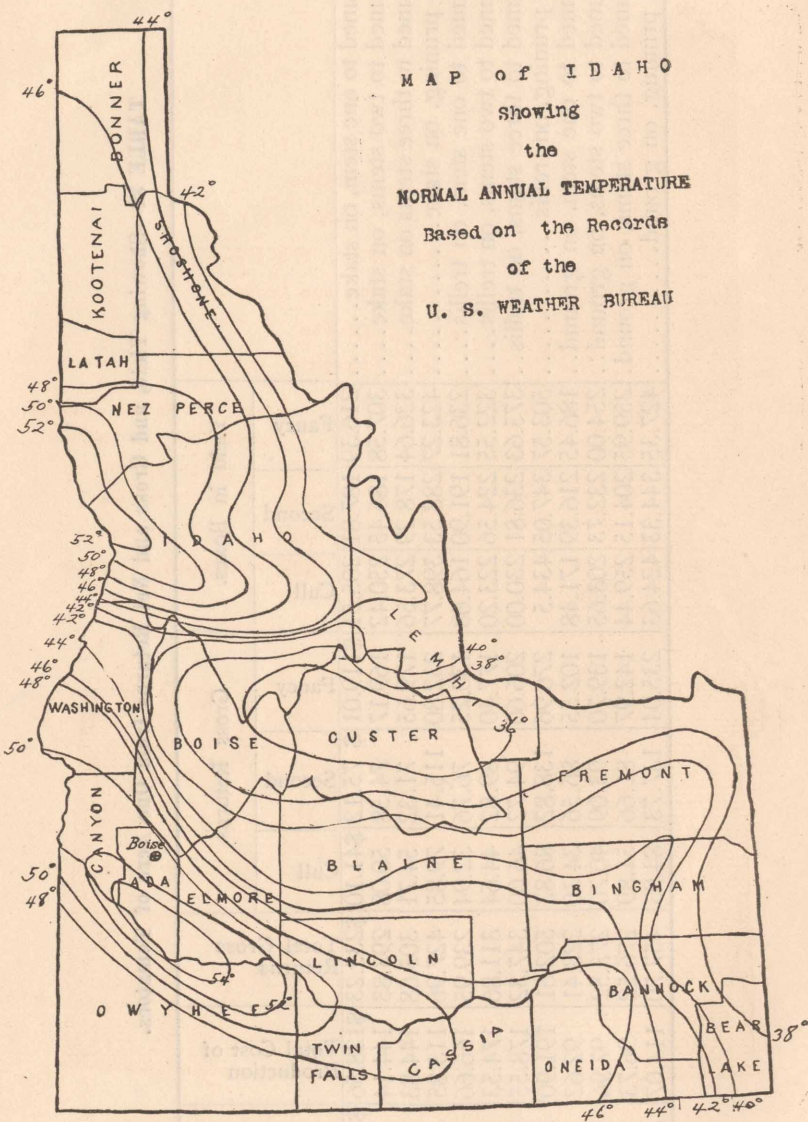 44°
MAP of IDAHO
Showing
the
NORMAL ANNUAL TEMPERATURE
Based on the Records
of the
U. S. WEATHER BUREAU
46°
BONNER
42°
KOOTENAI
SHOSHONE
LATAH
48°
50°
NEZ PERCE
52°
IDAHO
52°
50°
48°
46°
44°
42°
42°
LEMHI
44°
40°
38°
46°
48°
WASHINGTON
36°
BOISE
CUSTER
50°
FREMONT
CANYON
Boise
BLAINE
50°
ADA
BINGHAM
48°
ELMORE
LINCOLN
54°
BANNOCK
OWYHEE
52°
BEAR
LAKE
38°
CASSIA
TWIN
FALLS
ONEIDA
46°
44°
42°
40°